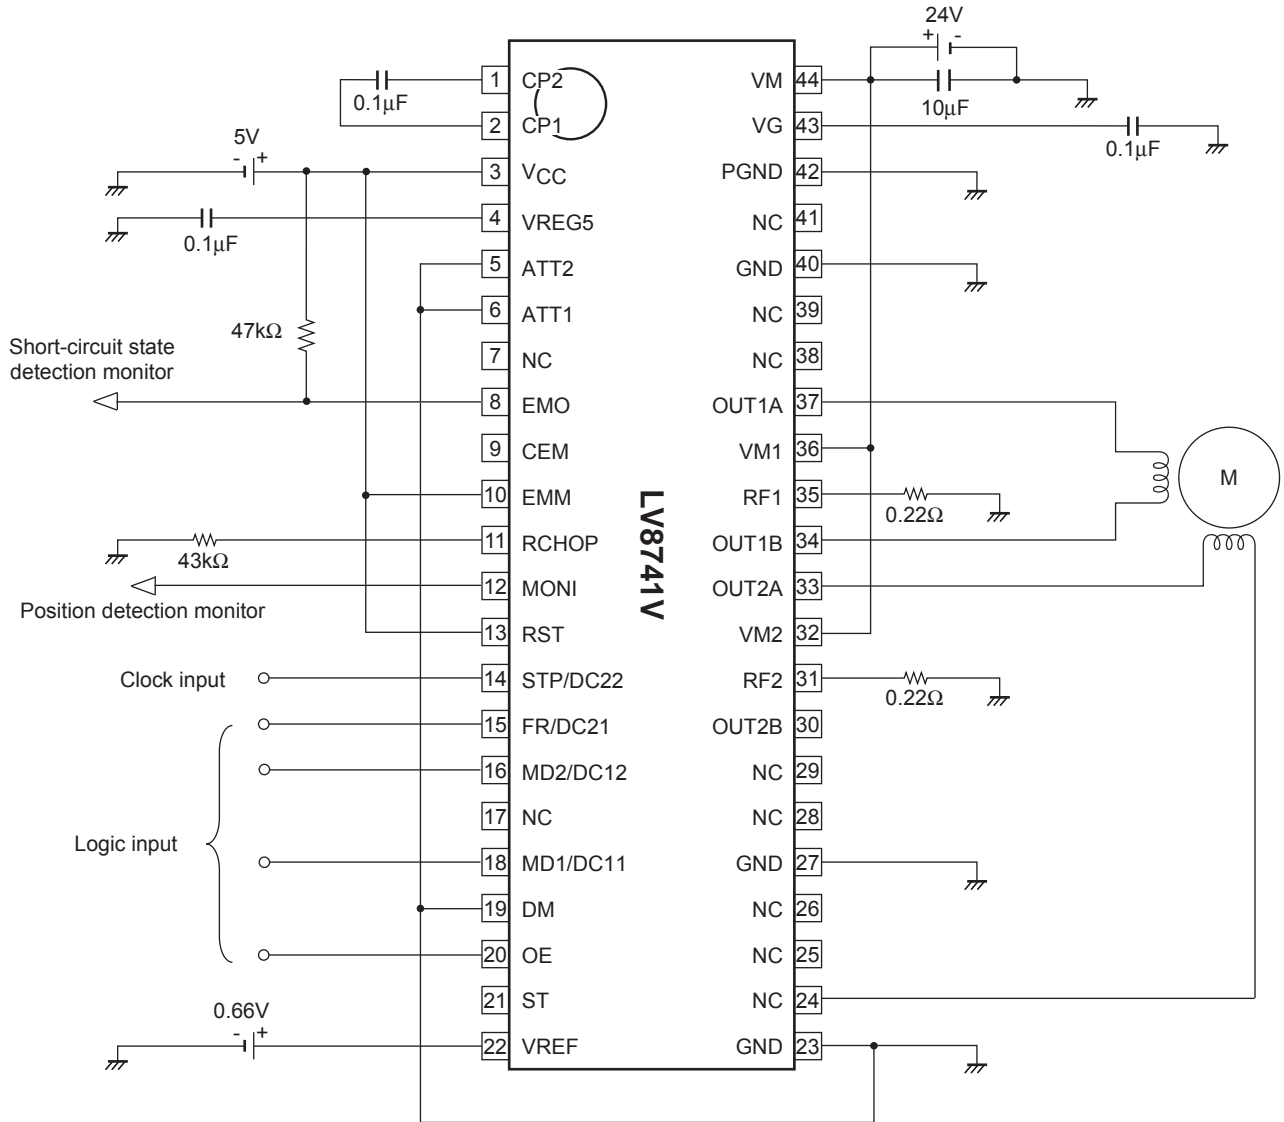 24V
+ -
1 CP2 VM 44
0.1μF 10μF
2 CP1 VG 43
0.1μF
5V
- +
3 VCC PGND 42
4 VREG5 NC 41
0.1μF
5 ATT2 GND 40
6 ATT1 NC 39
47kΩ
Short-circuit state
detection monitor
7 NC NC 38
8 EMO OUT1A 37
9 CEM VM1 36
M
10 EMM RF1 35
0.22Ω
LV8741V
11 RCHOP OUT1B 34
43kΩ
12 MONI OUT2A 33
Position detection monitor
13 RST VM2 32
Clock input
14 STP/DC22 RF2 31
0.22Ω
15 FR/DC21 OUT2B 30
16 MD2/DC12 NC 29
17 NC NC 28
Logic input
18 MD1/DC11 GND 27
19 DM NC 26
20 OE NC 25
21 ST NC 24
0.66V
- +
22 VREF GND 23